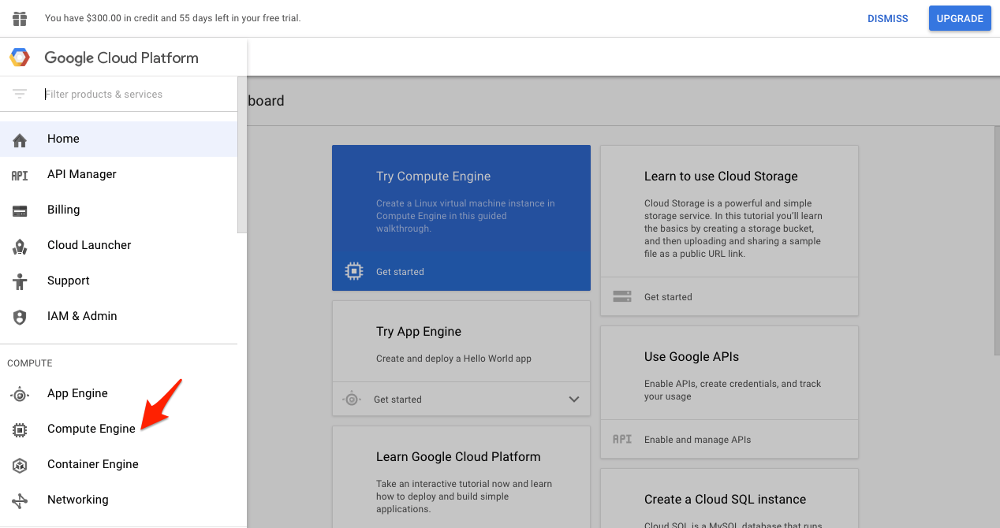 You have $300.00 in credit and 55 days left in your free trial.
DISMISS
UPGRADE
Google Cloud Platform
Filter products & services
Home
API
API Manager
Billing
Cloud Launcher
Support
IAM & Admin
COMPUTE
App Engine
Compute Engine
Container Engine
Networking
board
Try Compute Engine
Create a Linux virtual machine instance in
Compute Engine in this guided
walkthrough.
Get started
Try App Engine
Create and deploy a Hello World app
Get started
Learn Google Cloud Platform
Take an interactive tutorial now and learn
how to deploy and build simple
applications.
Learn to use Cloud Storage
Cloud Storage is a powerful and simple
storage service. In this tutorial you'll learn
the basics by creating a storage bucket,
and then uploading and sharing a sample
file as a public URL link.
Get started
Use Google APIs
Enable APIs, create credentials, and track
your usage
API
Enable and manage APIs
Create a Cloud SQL instance
Cloud SQL is a MySQL database that runs